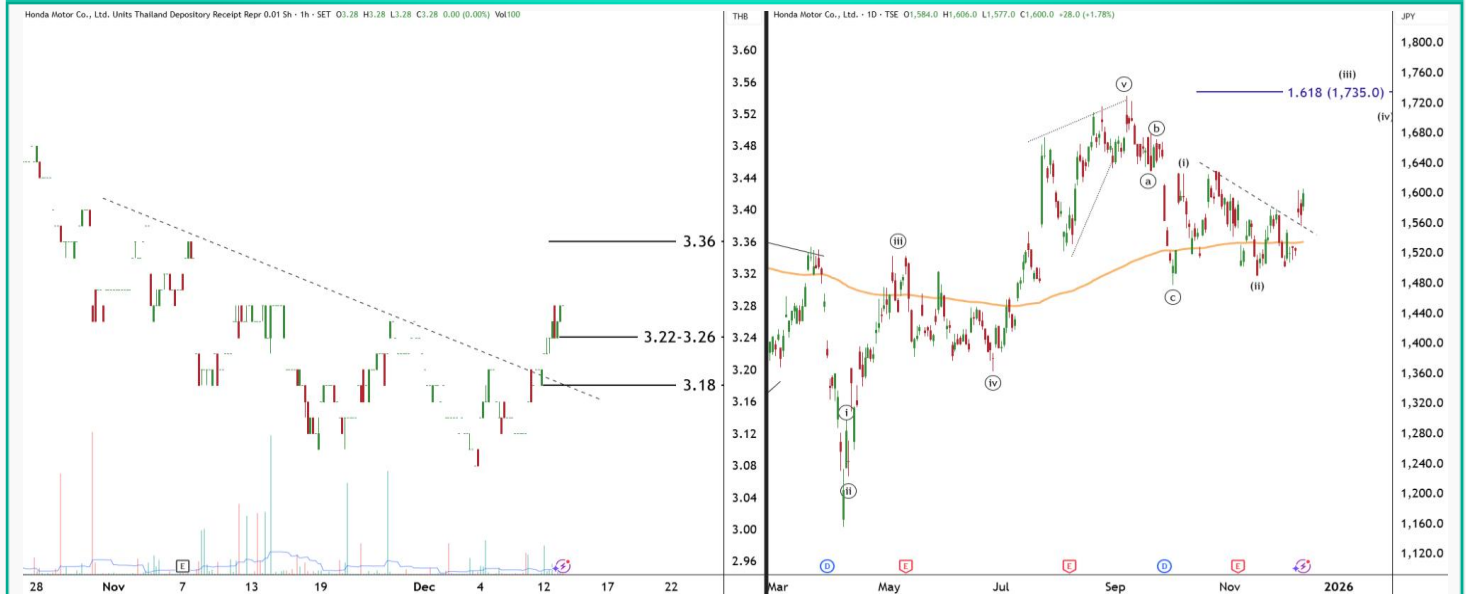 Honda Motor Co., Ltd. Units Thailand Depository Receipt Repr 0.01 Sh · 1h · SET O3.28 H3.28 L3.28 C3.28 0.00 (0.00%) Vol100
THB
3.60
3.56
3.52
3.48
3.44
3.40
3.36
3.32
3.28
3.24
3.20
3.16
3.12
3.08
3.04
3.00
2.96
3.36
3.22-3.26
3.18
E
28 Nov 7 13 19 Dec 4 12 17 22
Honda Motor Co., Ltd. · 1D · TSE O1,584.0 H1,606.0 L1,577.0 C1,600.0 +28.0 (+1.78%)
JPY
1,800.0
1,760.0
1,720.0
1,680.0
1,640.0
1,600.0
1,560.0
1,520.0
1,480.0
1,440.0
1,400.0
1,360.0
1,320.0
1,280.0
1,240.0
1,200.0
1,160.0
1,120.0
(iii)
1.618 (1,735.0)
(iv)
v
b
a
(i)
iii
(ii)
c
iv
i
ii
D E E D E
Mar May Jul Sep Nov 2026